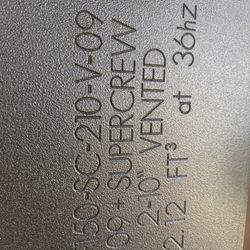 150-SC-210-V-09
09 + SUPERCREW
2-10" VENTED
2.12 FT³ at 36hz